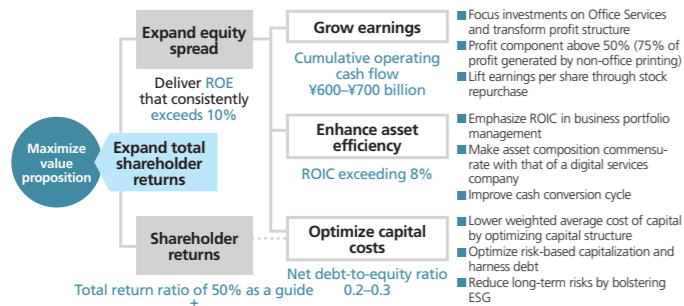 Maximize
value
proposition
Expand total
shareholder
returns
Expand equity
spread
Deliver ROE
that consistently
exceeds 10%
Shareholder
returns
Total return ratio of 50% as a guide
+
Grow earnings
Cumulative operating
cash flow
¥600–¥700 billion
Enhance asset
efficiency
ROIC exceeding 8%
Optimize capital
costs
Net debt-to-equity ratio
0.2–0.3
■ Focus investments on Office Services
and transform profit structure
■ Profit component above 50% (75% of
profit generated by non-office printing)
■ Lift earnings per share through stock
repurchase
■ Emphasize ROIC in business portfolio
management
■ Make asset composition commensu-
rate with that of a digital services
company
■ Improve cash conversion cycle
■ Lower weighted average cost of capital
by optimizing capital structure
■ Optimize risk-based capitalization and
harness debt
■ Reduce long-term risks by bolstering
ESG